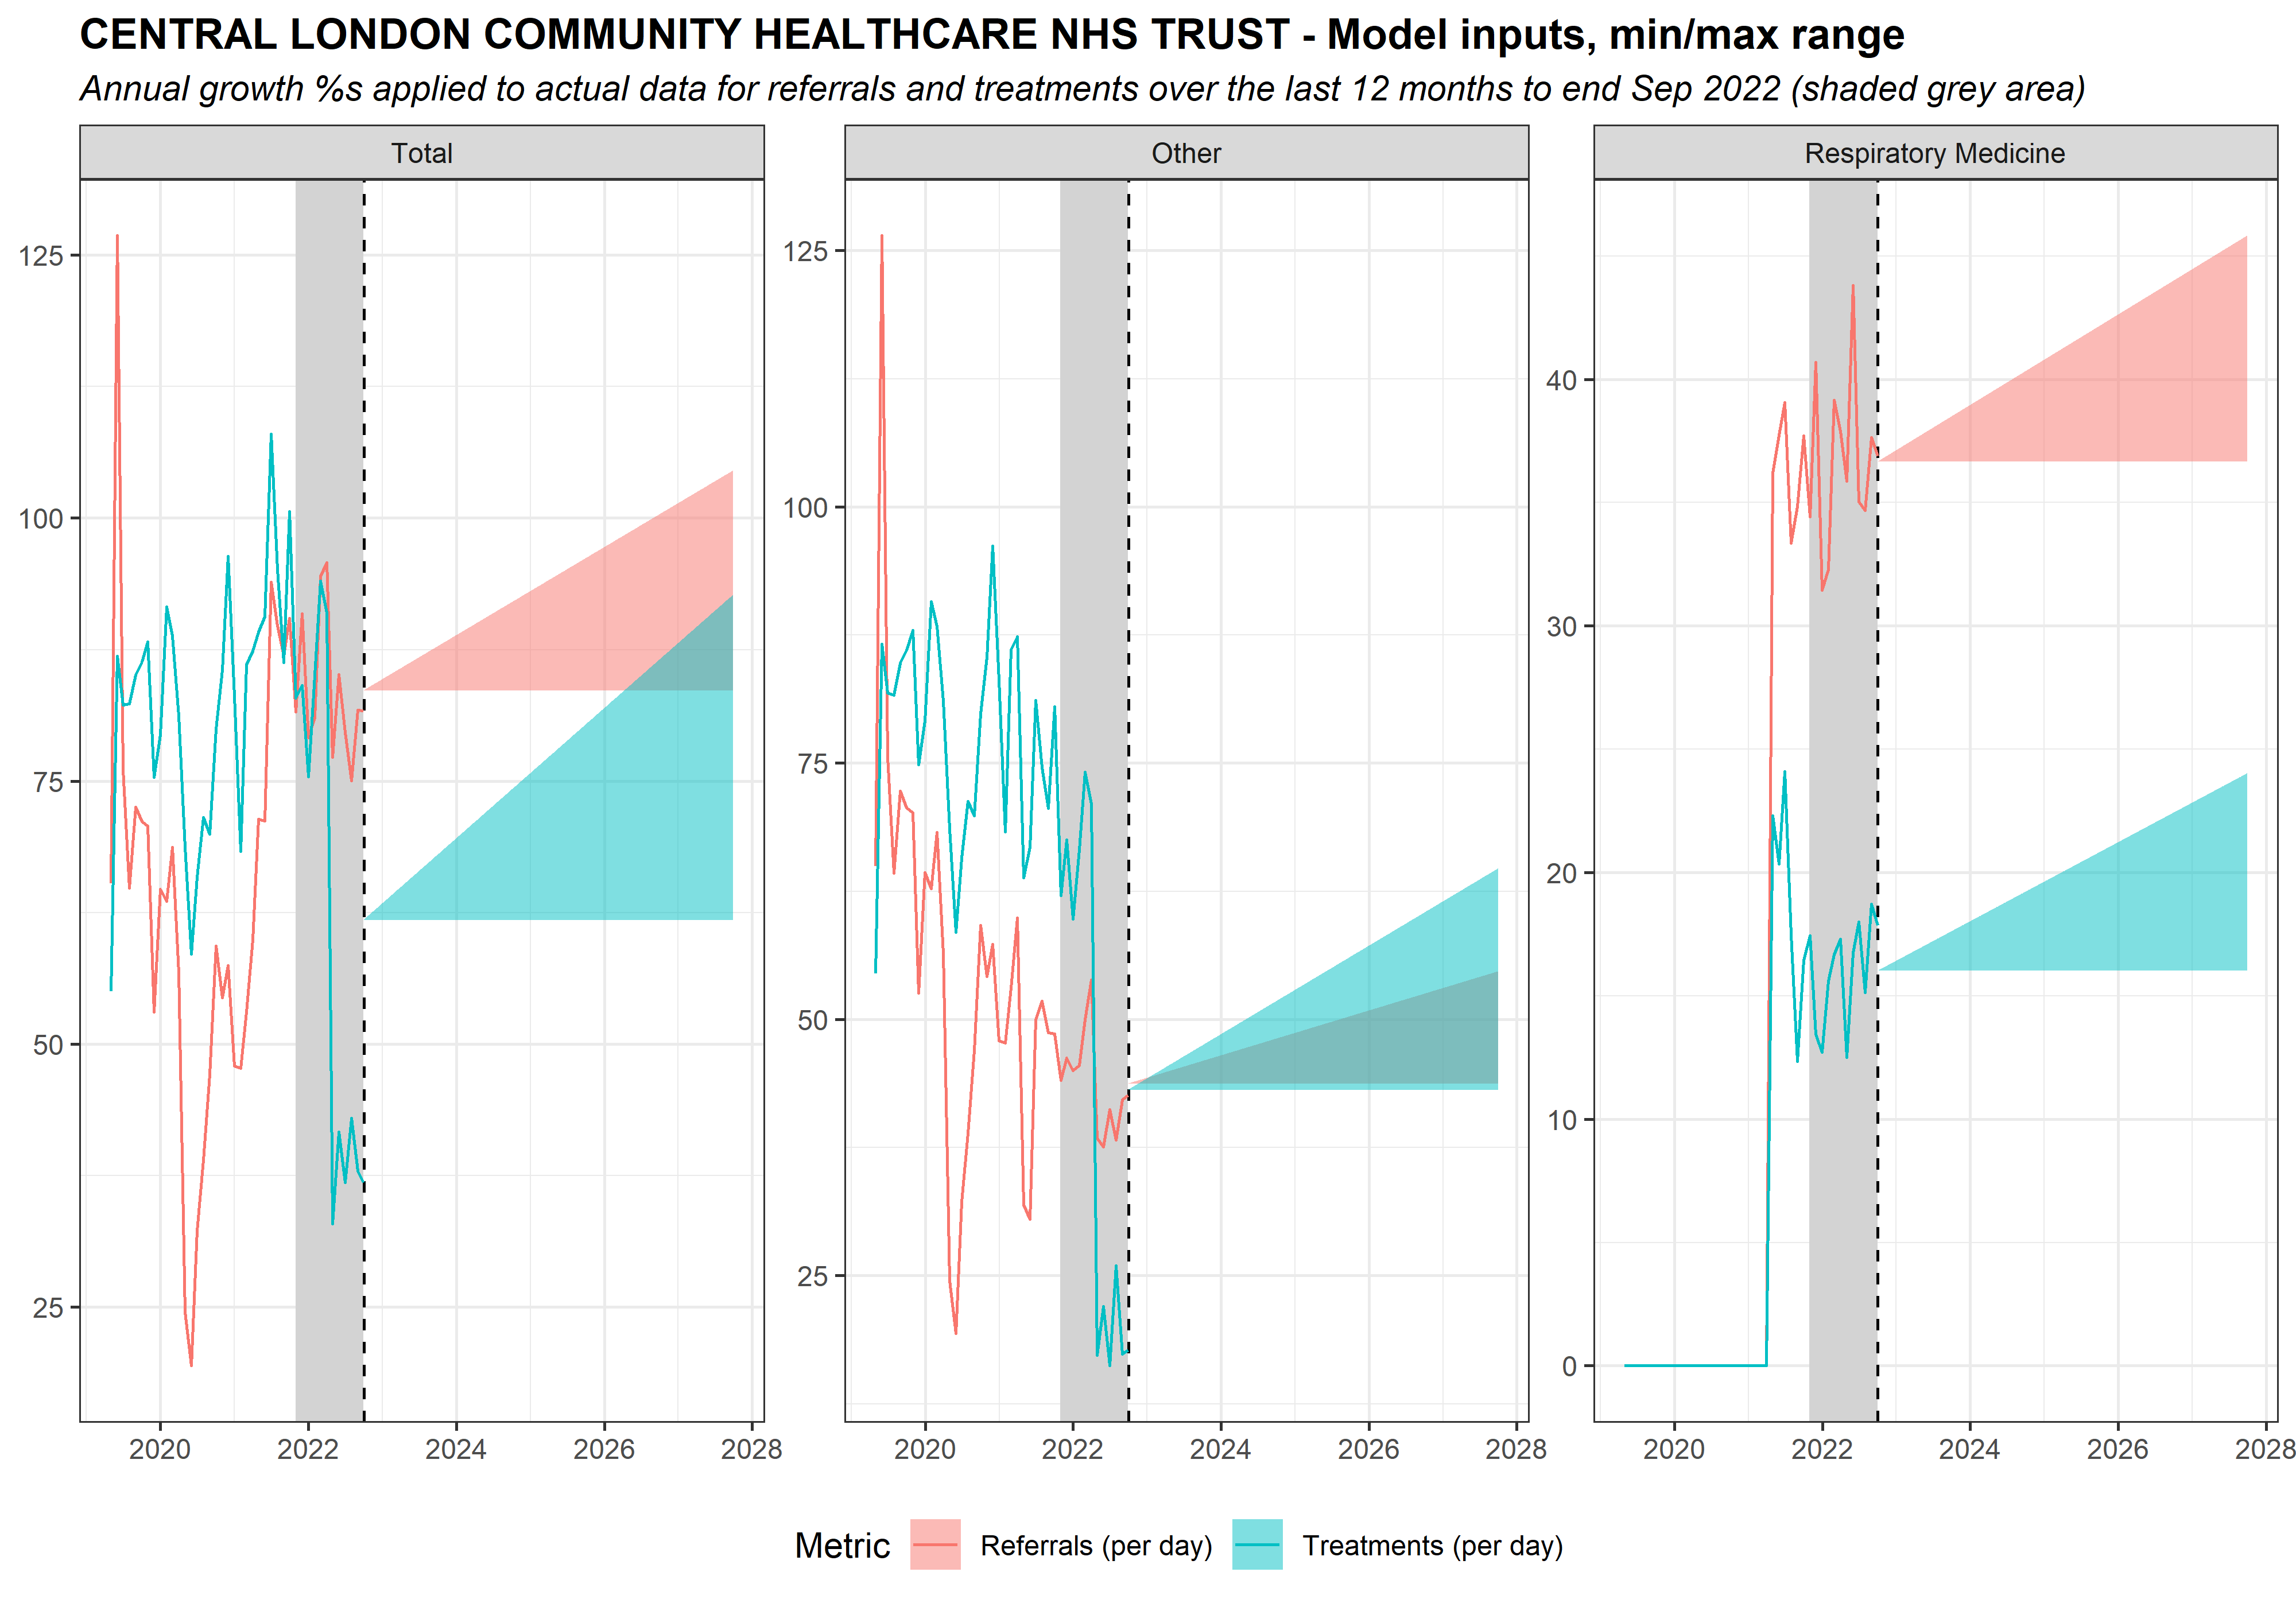 CENTRAL LONDON COMMUNITY HEALTHCARE NHS TRUST - Model inputs, min/max range
Annual growth %s applied to actual data for referrals and treatments over the last 12 months to end Sep 2022 (shaded grey area)
Total
Other
Respiratory Medicine
125
100
75
50
25
125
100
75
50
25
40
30
20
10
0
2020 2022 2024 2026 2028
2020 2022 2024 2026 2028
2020 2022 2024 2026 2028
Metric Referrals (per day) Treatments (per day)